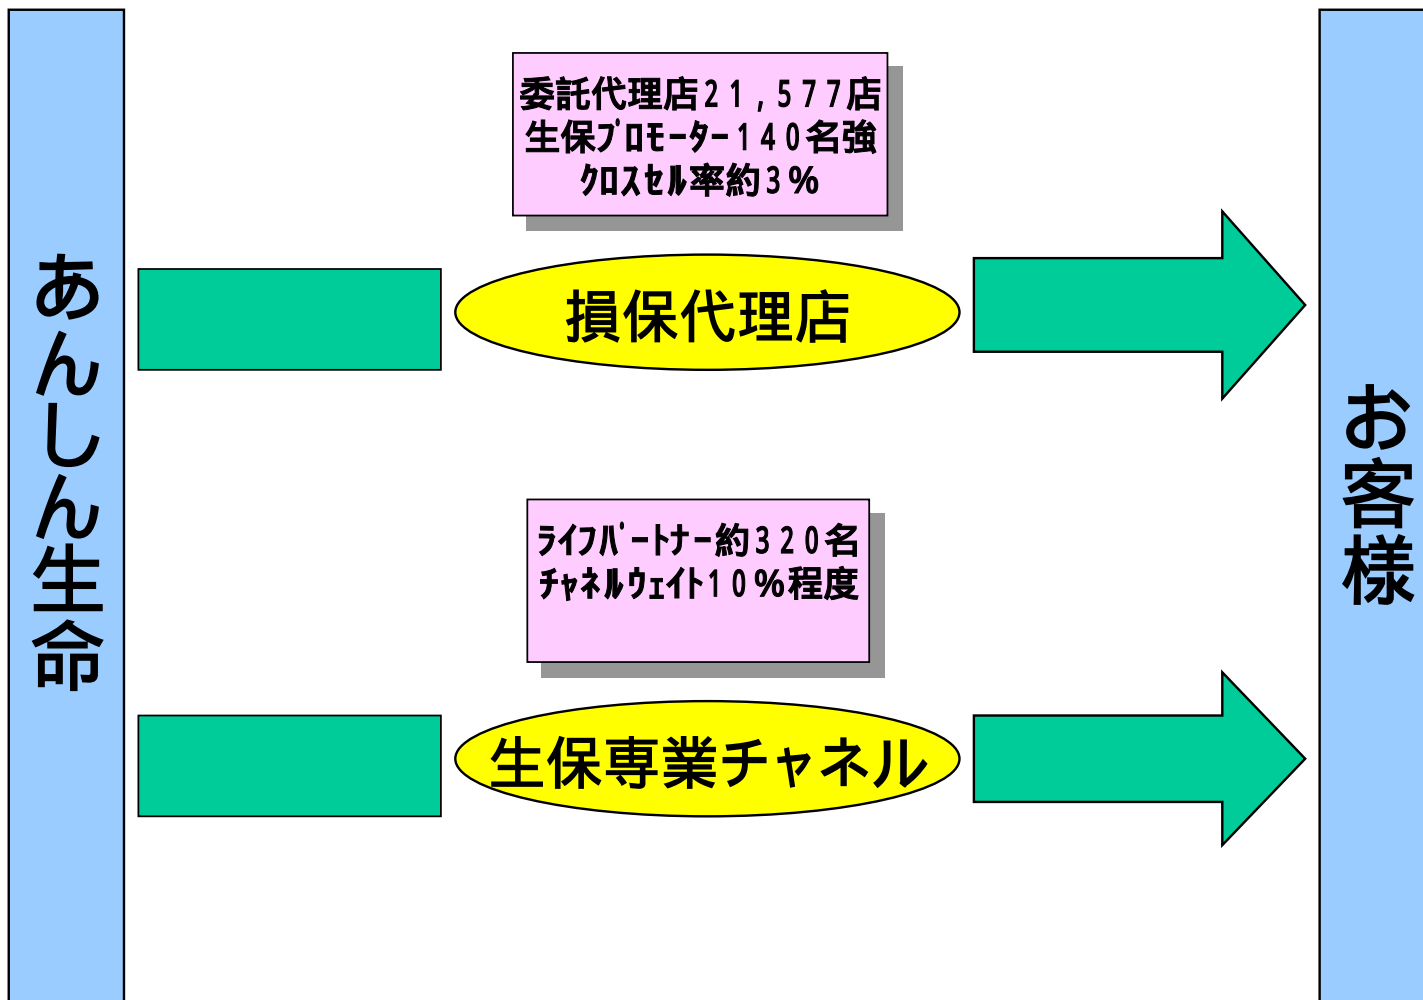 あんしん生命
委託代理店２１，５７７店
生保ﾌﾟﾛﾓｰﾀｰ１４０名強
ｸﾛｽｾﾙ率約３％
損保代理店
ﾗｲﾌﾊﾟｰﾄﾅｰ約３２０名
ﾁｬﾈﾙｳｪｲﾄ１０％程度
生保専業チャネル
お客様